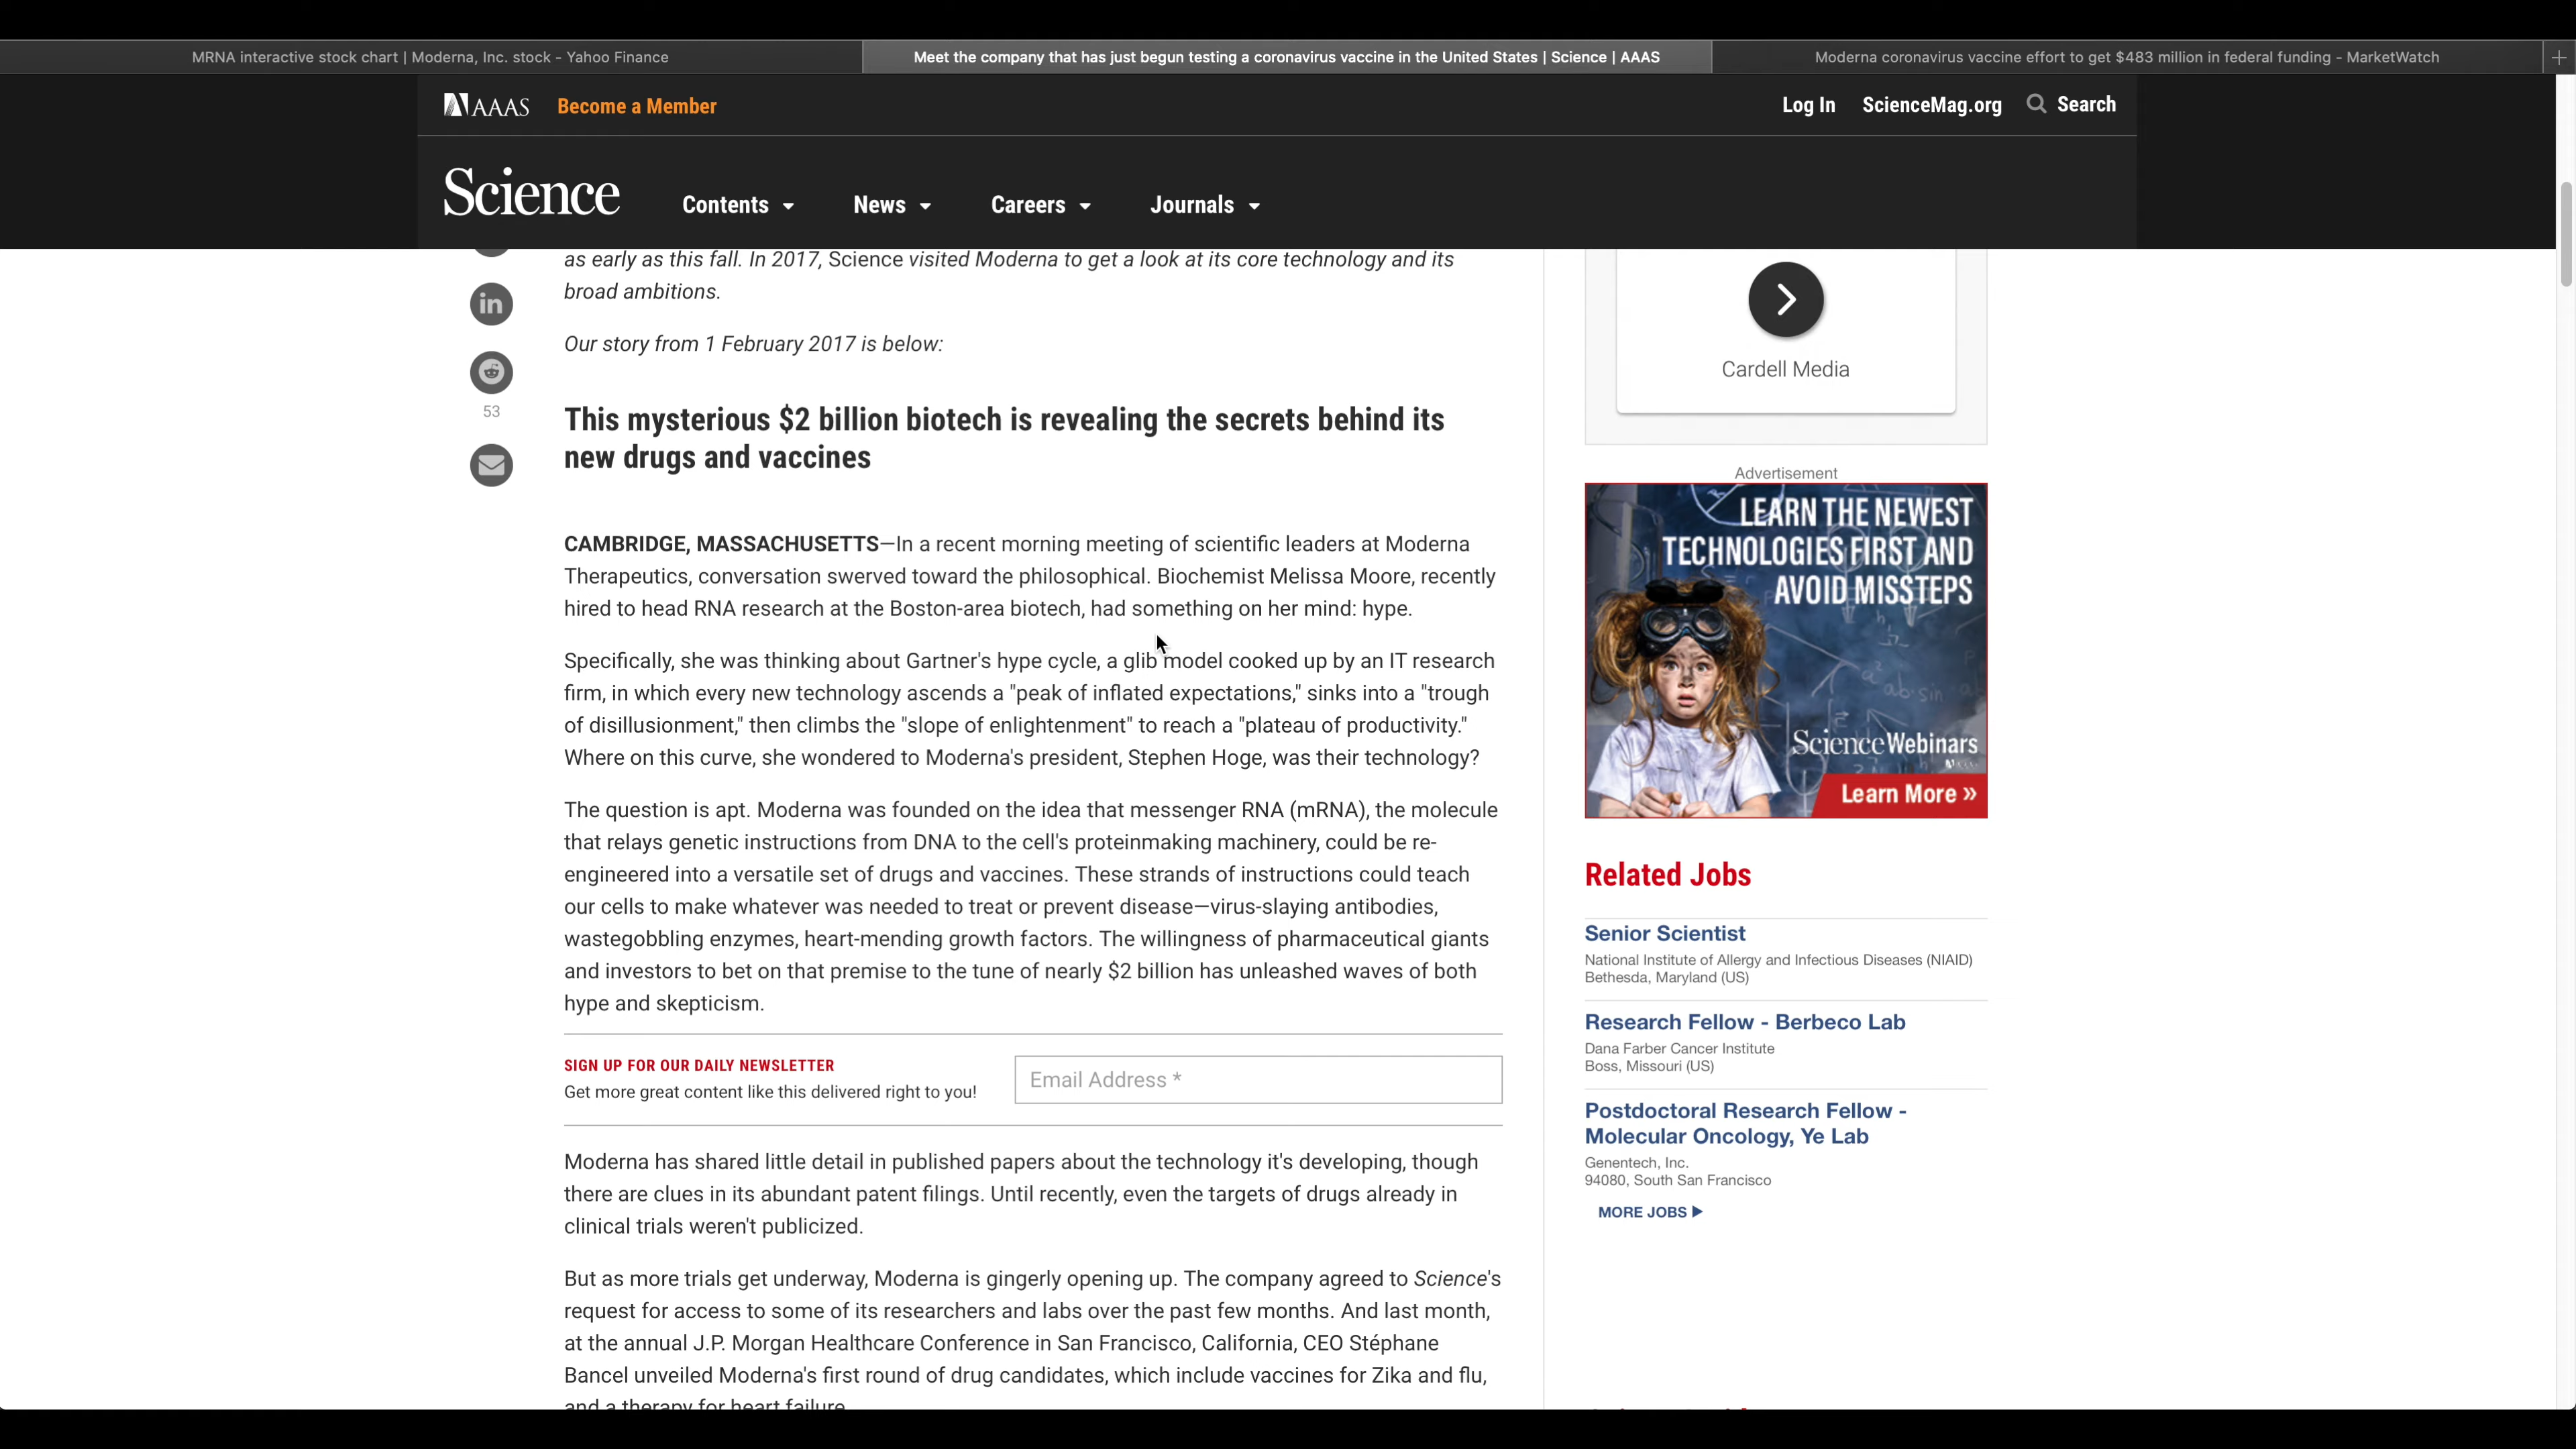 MRNA interactive stock chart | Moderna, Inc. stock - Yahoo Finance
Meet the company that has just begun testing a coronavirus vaccine in the United States | Science | AAAS
Moderna coronavirus vaccine effort to get $483 million in federal funding - MarketWatch
AAAS
Become a Member
Log In
ScienceMag.org
Search
Science
Contents
News
Careers
Journals
as early as this fall. In 2017, Science visited Moderna to get a look at its core technology and its
broad ambitions.
Our story from 1 February 2017 is below:
53
This mysterious $2 billion biotech is revealing the secrets behind its
new drugs and vaccines
CAMBRIDGE, MASSACHUSETTS—In a recent morning meeting of scientific leaders at Moderna
Therapeutics, conversation swerved toward the philosophical. Biochemist Melissa Moore, recently
hired to head RNA research at the Boston-area biotech, had something on her mind: hype.
Specifically, she was thinking about Gartner's hype cycle, a glib model cooked up by an IT research
firm, in which every new technology ascends a "peak of inflated expectations," sinks into a "trough
of disillusionment," then climbs the "slope of enlightenment" to reach a "plateau of productivity."
Where on this curve, she wondered to Moderna's president, Stephen Hoge, was their technology?
The question is apt. Moderna was founded on the idea that messenger RNA (mRNA), the molecule
that relays genetic instructions from DNA to the cell's proteinmaking machinery, could be re-
engineered into a versatile set of drugs and vaccines. These strands of instructions could teach
our cells to make whatever was needed to treat or prevent disease—virus-slaying antibodies,
wastegobbling enzymes, heart-mending growth factors. The willingness of pharmaceutical giants
and investors to bet on that premise to the tune of nearly $2 billion has unleashed waves of both
hype and skepticism.
SIGN UP FOR OUR DAILY NEWSLETTER
Get more great content like this delivered right to you!
Email Address *
Moderna has shared little detail in published papers about the technology it's developing, though
there are clues in its abundant patent filings. Until recently, even the targets of drugs already in
clinical trials weren't publicized.
But as more trials get underway, Moderna is gingerly opening up. The company agreed to Science's
request for access to some of its researchers and labs over the past few months. And last month,
at the annual J.P. Morgan Healthcare Conference in San Francisco, California, CEO Stéphane
Bancel unveiled Moderna's first round of drug candidates, which include vaccines for Zika and flu,
and a therapy for heart failure
Cardell Media
Advertisement
LEARN THE NEWEST
TECHNOLOGIES FIRST AND
AVOID MISSTEPS
Science Webinars
Learn More »
Related Jobs
Senior Scientist
National Institute of Allergy and Infectious Diseases (NIAID)
Bethesda, Maryland (US)
Research Fellow - Berbeco Lab
Dana Farber Cancer Institute
Boss, Missouri (US)
Postdoctoral Research Fellow -
Molecular Oncology, Ye Lab
Genentech, Inc.
94080, South San Francisco
MORE JOBS